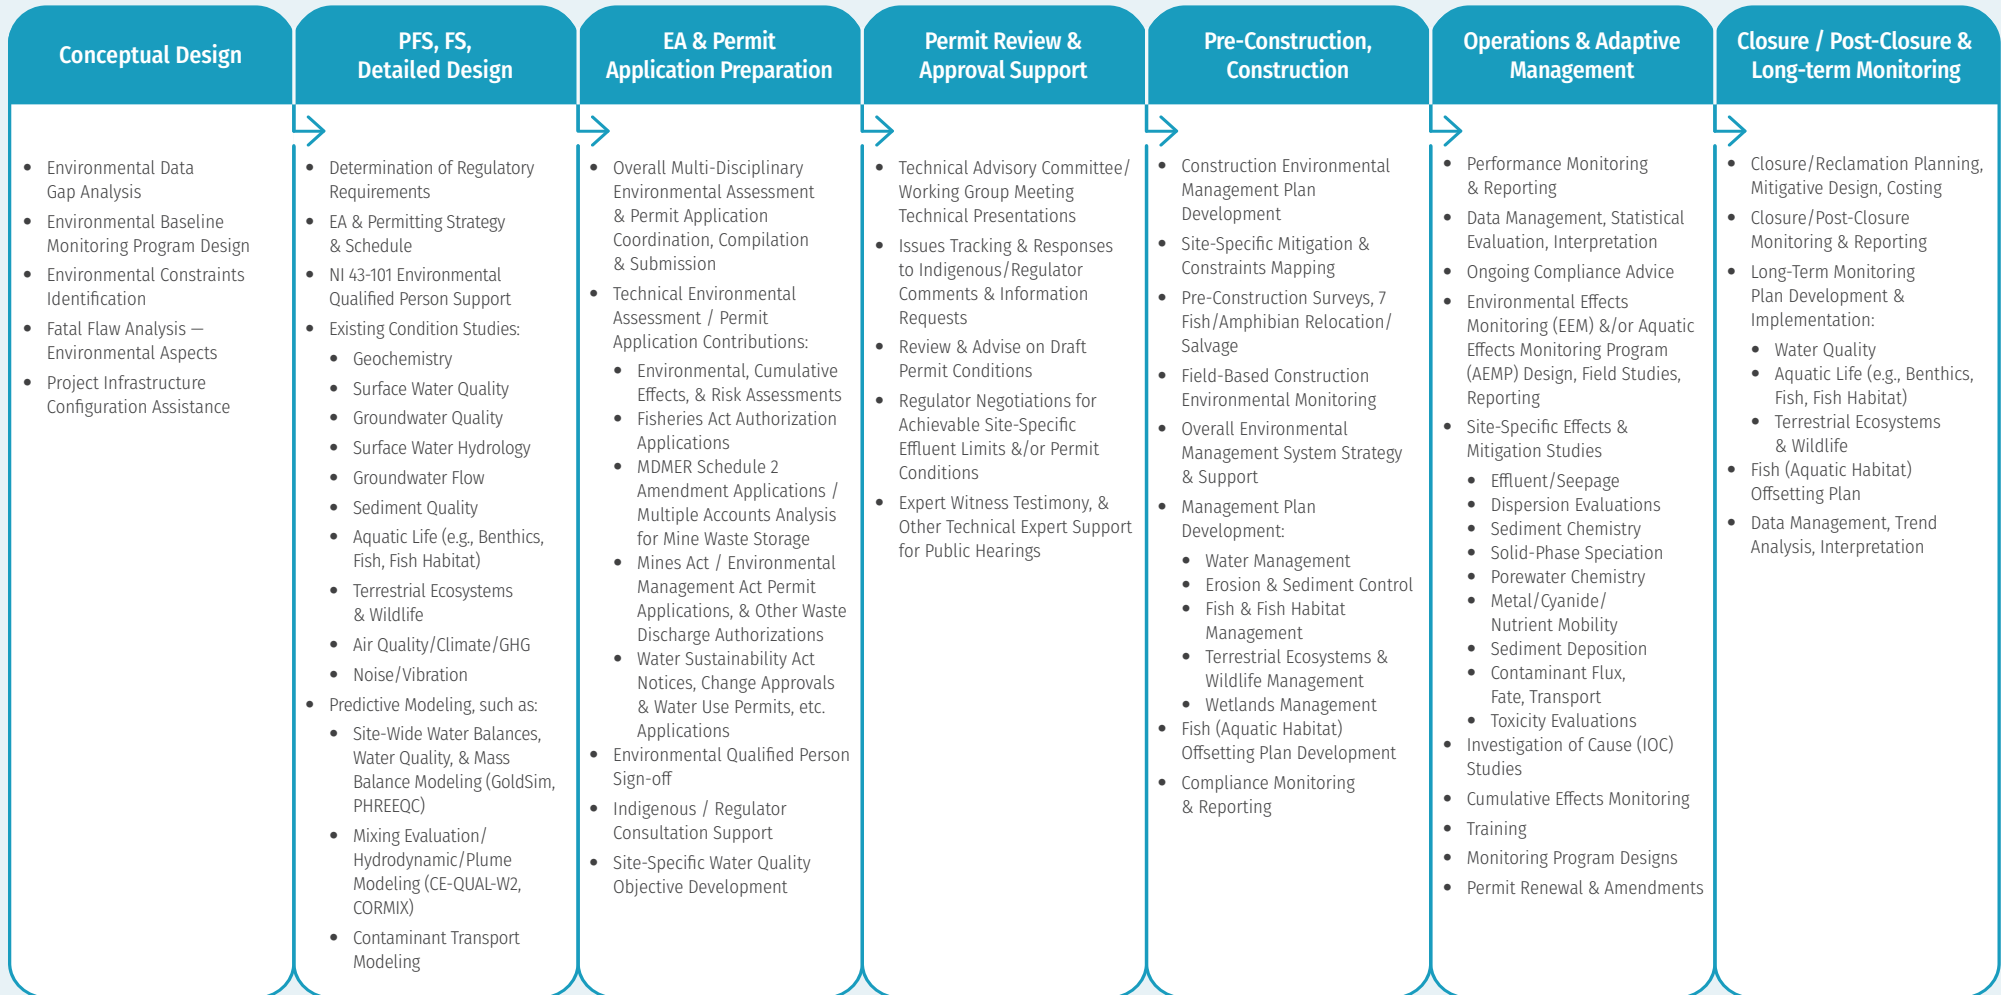 Conceptual Design
• Environmental Data
Gap Analysis
• Environmental Baseline
Monitoring Program Design
• Environmental Constraints
Identification
• Fatal Flaw Analysis —
Environmental Aspects
• Project Infrastructure
Configuration Assistance
PFS, FS,
Detailed Design
• Determination of Regulatory
Requirements
• EA & Permitting Strategy
& Schedule
• NI 43-101 Environmental
Qualified Person Support
• Existing Condition Studies:
• Geochemistry
• Surface Water Quality
• Groundwater Quality
• Surface Water Hydrology
• Groundwater Flow
• Sediment Quality
• Aquatic Life (e.g., Benthics,
Fish, Fish Habitat)
• Terrestrial Ecosystems
& Wildlife
• Air Quality/Climate/GHG
• Noise/Vibration
• Predictive Modeling, such as:
• Site-Wide Water Balances,
Water Quality, & Mass
Balance Modeling (GoldSim,
PHREEQC)
• Mixing Evaluation/
Hydrodynamic/Plume
Modeling (CE-QUAL-W2,
CORMIX)
• Contaminant Transport
Modeling
EA & Permit
Application Preparation
• Overall Multi-Disciplinary
Environmental Assessment
& Permit Application
Coordination, Compilation
& Submission
• Technical Environmental
Assessment / Permit
Application Contributions:
• Environmental, Cumulative
Effects, & Risk Assessments
• Fisheries Act Authorization
Applications
• MDMER Schedule 2
Amendment Applications /
Multiple Accounts Analysis
for Mine Waste Storage
• Mines Act / Environmental
Management Act Permit
Applications, & Other Waste
Discharge Authorizations
• Water Sustainability Act
Notices, Change Approvals
& Water Use Permits, etc.
Applications
• Environmental Qualified Person
Sign-off
• Indigenous / Regulator
Consultation Support
• Site-Specific Water Quality
Objective Development
Permit Review &
Approval Support
• Technical Advisory Committee/
Working Group Meeting
Technical Presentations
• Issues Tracking & Responses
to Indigenous/Regulator
Comments & Information
Requests
• Review & Advise on Draft
Permit Conditions
• Regulator Negotiations for
Achievable Site-Specific
Effluent Limits &/or Permit
Conditions
• Expert Witness Testimony, &
Other Technical Expert Support
for Public Hearings
Pre-Construction,
Construction
• Construction Environmental
Management Plan
Development
• Site-Specific Mitigation &
Constraints Mapping
• Pre-Construction Surveys, 7
Fish/Amphibian Relocation/
Salvage
• Field-Based Construction
Environmental Monitoring
• Overall Environmental
Management System Strategy
& Support
• Management Plan
Development:
• Water Management
• Erosion & Sediment Control
• Fish & Fish Habitat
Management
• Terrestrial Ecosystems &
Wildlife Management
• Wetlands Management
• Fish (Aquatic Habitat)
Offsetting Plan Development
• Compliance Monitoring
& Reporting
Operations & Adaptive
Management
• Performance Monitoring
& Reporting
• Data Management, Statistical
Evaluation, Interpretation
• Ongoing Compliance Advice
• Environmental Effects
Monitoring (EEM) &/or Aquatic
Effects Monitoring Program
(AEMP) Design, Field Studies,
Reporting
• Site-Specific Effects &
Mitigation Studies
• Effluent/Seepage
• Dispersion Evaluations
• Sediment Chemistry
• Solid-Phase Speciation
• Porewater Chemistry
• Metal/Cyanide/
Nutrient Mobility
• Sediment Deposition
• Contaminant Flux,
Fate, Transport
• Toxicity Evaluations
• Investigation of Cause (IOC)
Studies
• Cumulative Effects Monitoring
• Training
• Monitoring Program Designs
• Permit Renewal & Amendments
Closure / Post-Closure &
Long-term Monitoring
• Closure/Reclamation Planning,
Mitigative Design, Costing
• Closure/Post-Closure
Monitoring & Reporting
• Long-Term Monitoring
Plan Development &
Implementation:
• Water Quality
• Aquatic Life (e.g., Benthics,
Fish, Fish Habitat)
• Terrestrial Ecosystems
& Wildlife
• Fish (Aquatic Habitat)
Offsetting Plan
• Data Management, Trend
Analysis, Interpretation